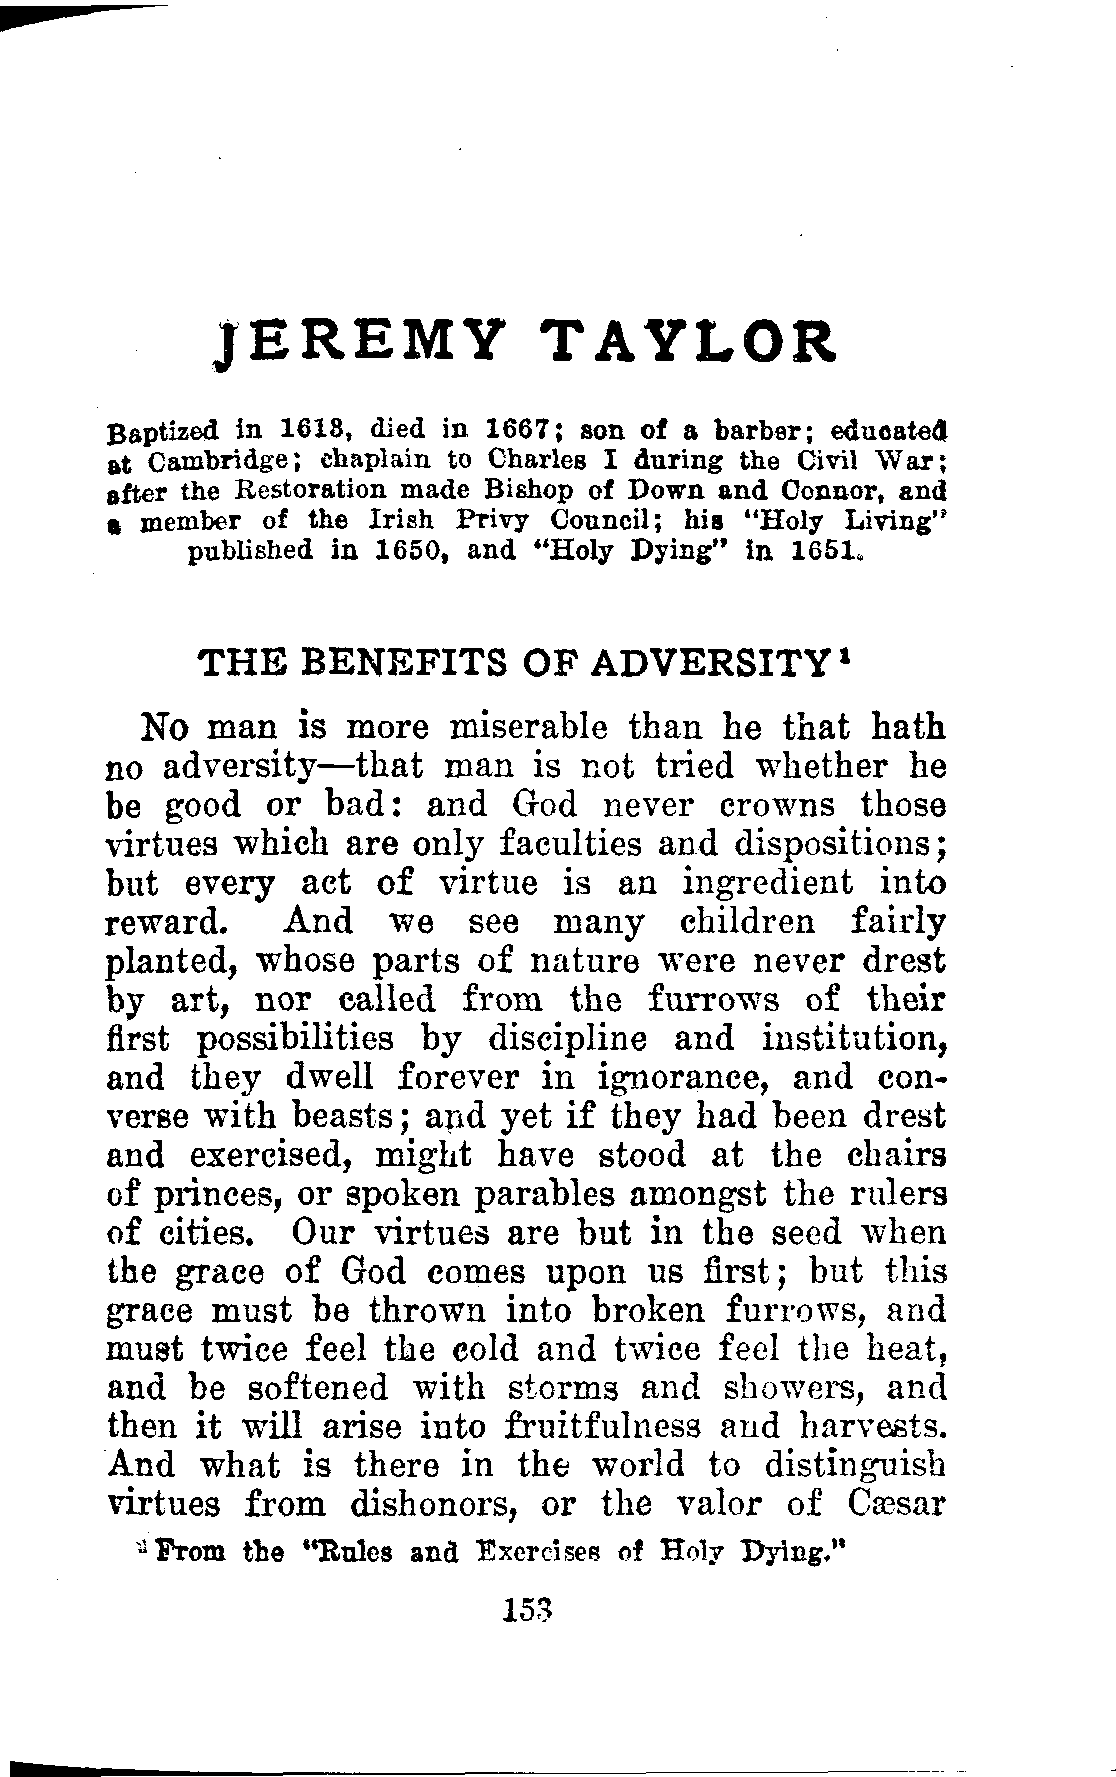 JEREMY TAYLOR
Baptized in 1618, died in 1667; son of a barber; educated
at Cambridge; chaplain to Charles I during the Civil War;
after the Restoration made Bishop of Down and Connor, and
a member of the Irish Privy Council; his "Holy Living"
published in 1650, and "Holy Dying" in 1651.
THE BENEFITS OF ADVERSITY¹
No man is more miserable than he that hath
no adversity—that man is not tried whether he
be good or bad: and God never crowns those
virtues which are only faculties and dispositions;
but every act of virtue is an ingredient into
reward. And we see many children fairly
planted, whose parts of nature were never drest
by art, nor called from the furrows of their
first possibilities by discipline and institution,
and they dwell forever in ignorance, and con-
verse with beasts; and yet if they had been drest
and exercised, might have stood at the chairs
of princes, or spoken parables amongst the rulers
of cities. Our virtues are but in the seed when
the grace of God comes upon us first; but this
grace must be thrown into broken furrows, and
must twice feel the cold and twice feel the heat,
and be softened with storms and showers, and
then it will arise into fruitfulness and harvests.
And what is there in the world to distinguish
virtues from dishonors, or the valor of Cæsar
¹ From the "Rules and Exercises of Holy Dying."
153